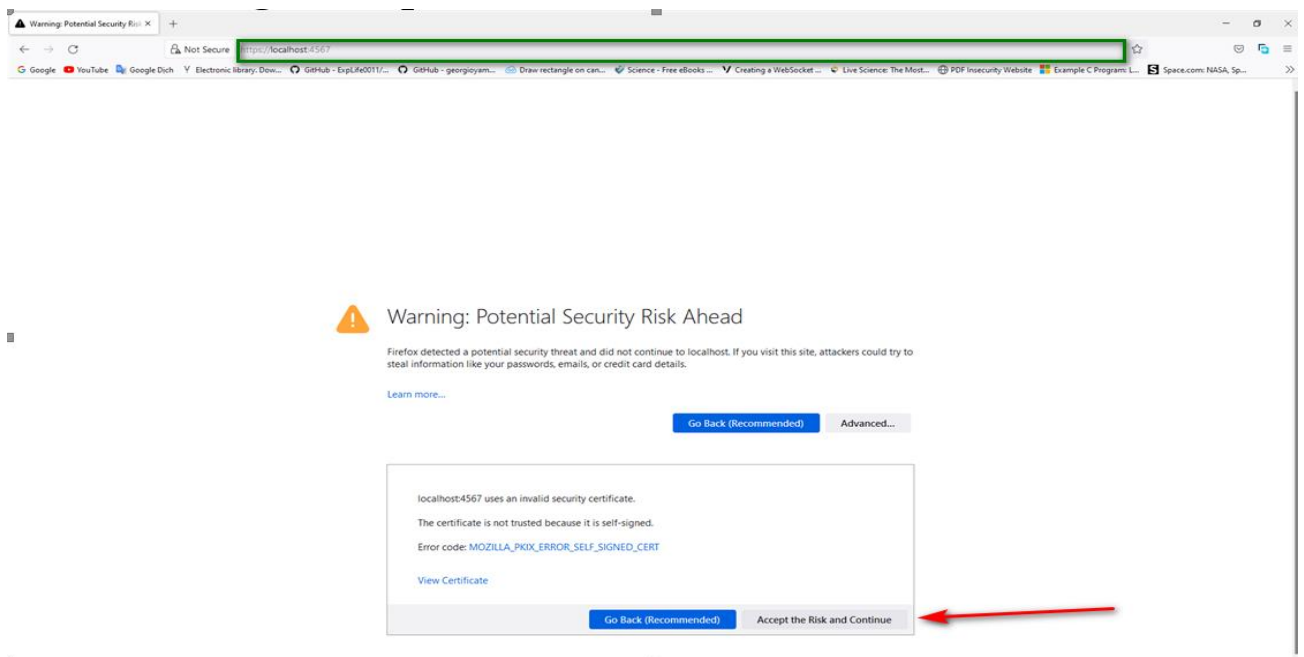 Warning: Potential Security Ris
Not Secure https://localhost:4567
Google YouTube Google Dich Electronic library. Dow... GitHub - ExpLife0011/... GitHub - georgioyam... Draw rectangle on can... Science - Free eBooks ... Creating a WebSocket ... Live Science: The Most... PDF Insecurity Website Example C Program: L... Space.com: NASA, Sp...
Warning: Potential Security Risk Ahead
Firefox detected a potential security threat and did not continue to localhost. If you visit this site, attackers could try to
steal information like your passwords, emails, or credit card details.
Learn more...
Go Back (Recommended) Advanced...
localhost:4567 uses an invalid security certificate.
The certificate is not trusted because it is self-signed.
Error code: MOZILLA_PKIX_ERROR_SELF_SIGNED_CERT
View Certificate
Go Back (Recommended) Accept the Risk and Continue